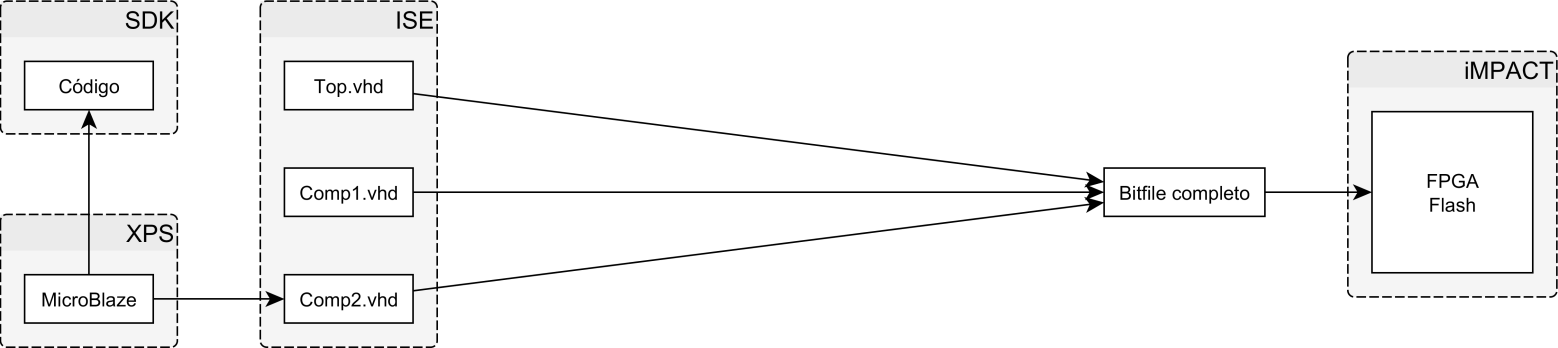 SDK
Código
XPS
MicroBlaze
ISE
Top.vhd
Comp1.vhd
Comp2.vhd
Bitfile completo
iMPACT
FPGA
Flash